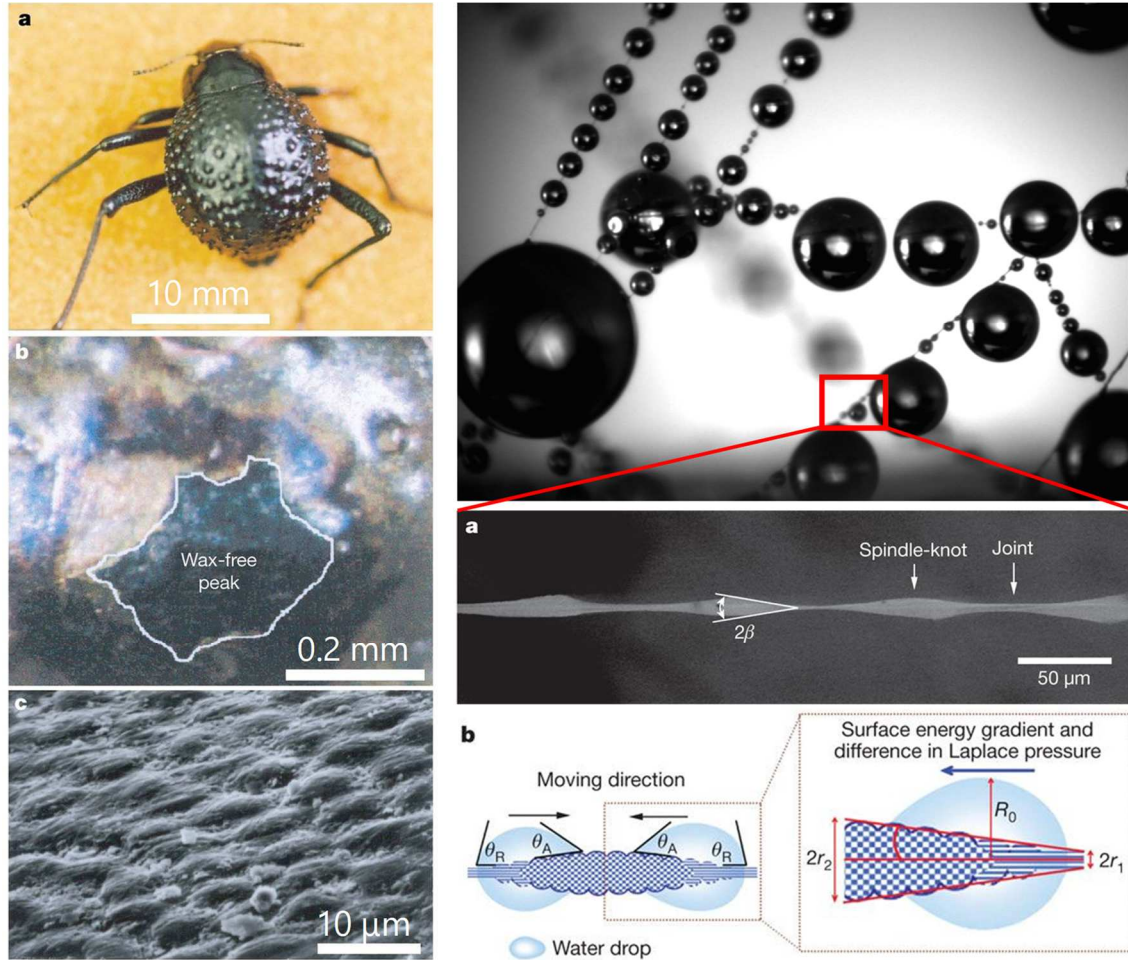 a
10 mm
b
Wax-free
peak
0.2 mm
c
10 µm
a
Spindle-knot
Joint
2β
50 µm
b
Moving direction
θR
θA
θA
θR
Water drop
Surface energy gradient and
difference in Laplace pressure
R0
2r2
2r1